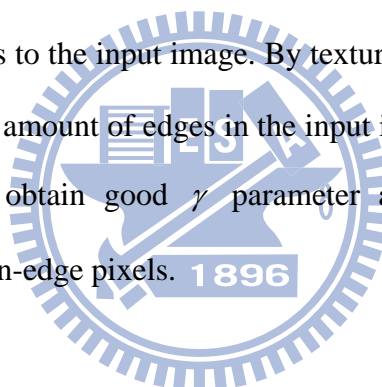 s to the input image. By textur
amount of edges in the input i
obtain good γ parameter a
n-edge pixels.
E S A
1896